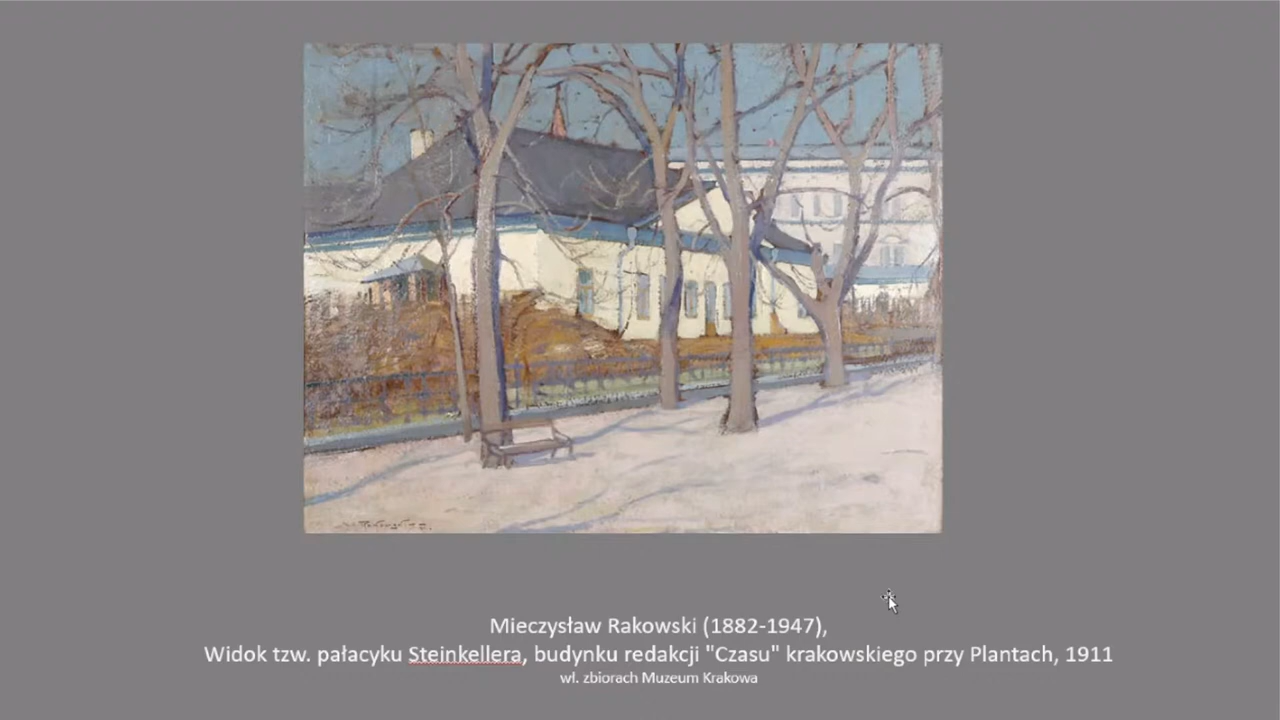 Mieczysław Rakowski (1882-1947),
Widok tzw. pałacyku Steinkellera, budynku redakcji "Czasu" krakowskiego przy Plantach, 1911
wł. zbiorach Muzeum Krakowa